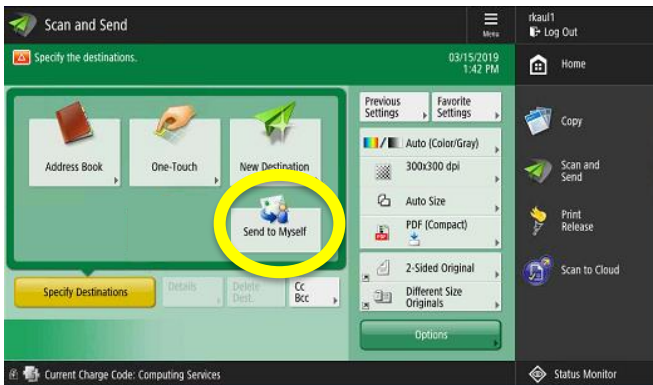 Scan and Send
Menu
rkaul1
Log Out
Specify the destinations.
03/15/2019
1:42 PM
Home
Address Book
One-Touch
New Destination
Send to Myself
Previous
Settings
Favorite
Settings
Auto (Color/Gray)
300x300 dpi
Auto Size
PDF (Compact)
2-Sided Original
Different Size
Originals
Options
Copy
Scan and
Send
Print
Release
Scan to Cloud
Specify Destinations
Details
Delete
Dest.
Cc
Bcc
Current Charge Code: Computing Services
Status Monitor